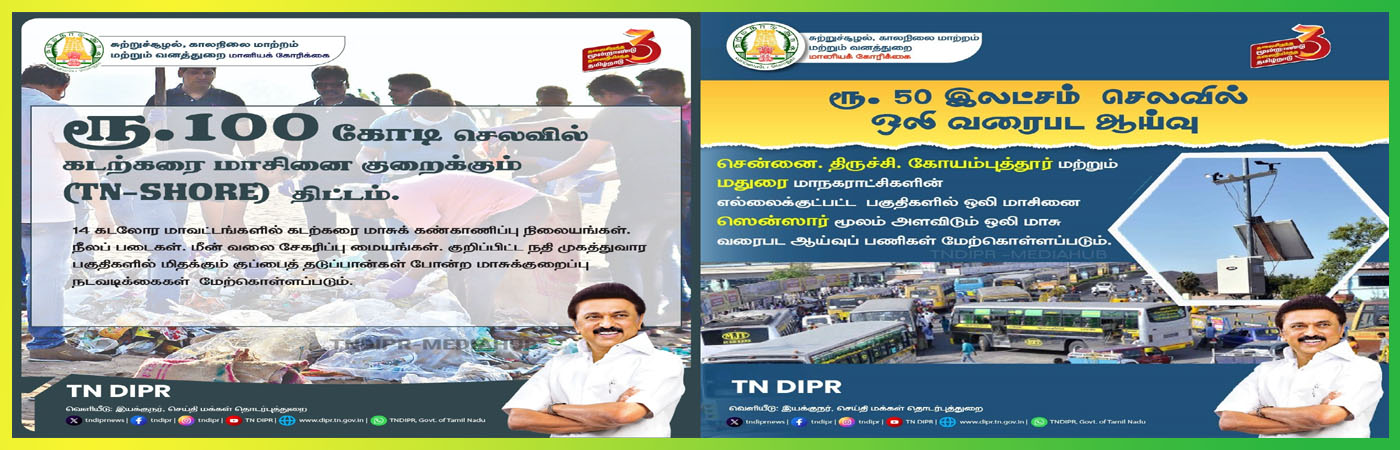 சுற்றுச்சூழல், காலநிலை மாற்றம்
மற்றும் வனத்துறை மானியக் கோரிக்கை
ரூ.100 கோடி செலவில்
கடற்கரை மாசினை குறைக்கும்
(TN-SHORE) திட்டம்.
14 கடலோர மாவட்டங்களில் கடற்கரை மாசுக் கண்காணிப்பு நிலையங்கள்.
நீலப் படைகள். மீன் வலை சேகரிப்பு மையங்கள். குறிப்பிட்ட நதி முகத்துவார
பகுதிகளில் மிதக்கும் குப்பைத் தடுப்பான்கள் போன்ற மாசுக்குறைப்பு
நடவடிக்கைகள் மேற்கொள்ளப்படும்.
TNDIPR-MEDIAHUB
TN DIPR
வெளியீடு: இயக்குநர், செய்தி மக்கள் தொடர்புத்துறை
tndiprnews | tndipr | tndipr | TN DIPR | www.dipr.tn.gov.in | TNDIPR, Govt. of Tamil Nadu
சுற்றுச்சூழல், காலநிலை மாற்றம்
மற்றும் வனத்துறை
மானியக் கோரிக்கை
ரூ. 50 இலட்சம் செலவில்
ஒலி வரைபட ஆய்வு
சென்னை. திருச்சி. கோயம்புத்தூர் மற்றும்
மதுரை மாநகராட்சிகளின்
எல்லைக்குட்பட்ட பகுதிகளில் ஒலி மாசினை
ஸென்ஸார் மூலம் அளவிடும் ஒலி மாசு
வரைபட ஆய்வுப் பணிகள் மேற்கொள்ளப்படும்.
TNDIPR -MEDIAHUB
TN DIPR
வெளியீடு: இயக்குநர், செய்தி மக்கள் தொடர்புத்துறை
tndiprnews | tndipr | tndipr | TN DIPR | www.dipr.tn.gov.in | TNDIPR, Govt. of Tamil Nadu